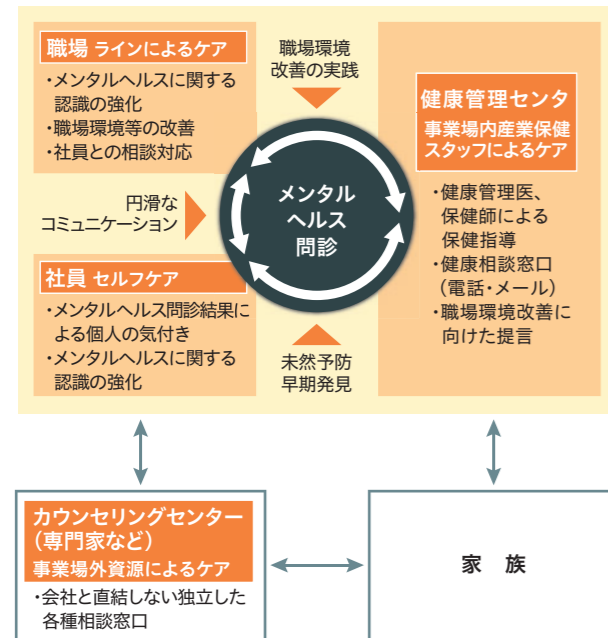 職場 ラインによるケア
・メンタルヘルスに関する
認識の強化
・職場環境等の改善
・社員との相談対応
職場環境
改善の実践
健康管理センタ
事業場内産業保健
スタッフによるケア
・健康管理医、
保健師による
保健指導
・健康相談窓口
(電話・メール)
・職場環境改善に
向けた提言
円滑な
コミュニケーション
メンタル
ヘルス
問診
社員 セルフケア
・メンタルヘルス問診結果に
よる個人の気付き
・メンタルヘルスに関する
認識の強化
未然予防
早期発見
カウンセリングセンター
(専門家など)
事業場外資源によるケア
・会社と直結しない独立した
各種相談窓口
家 族